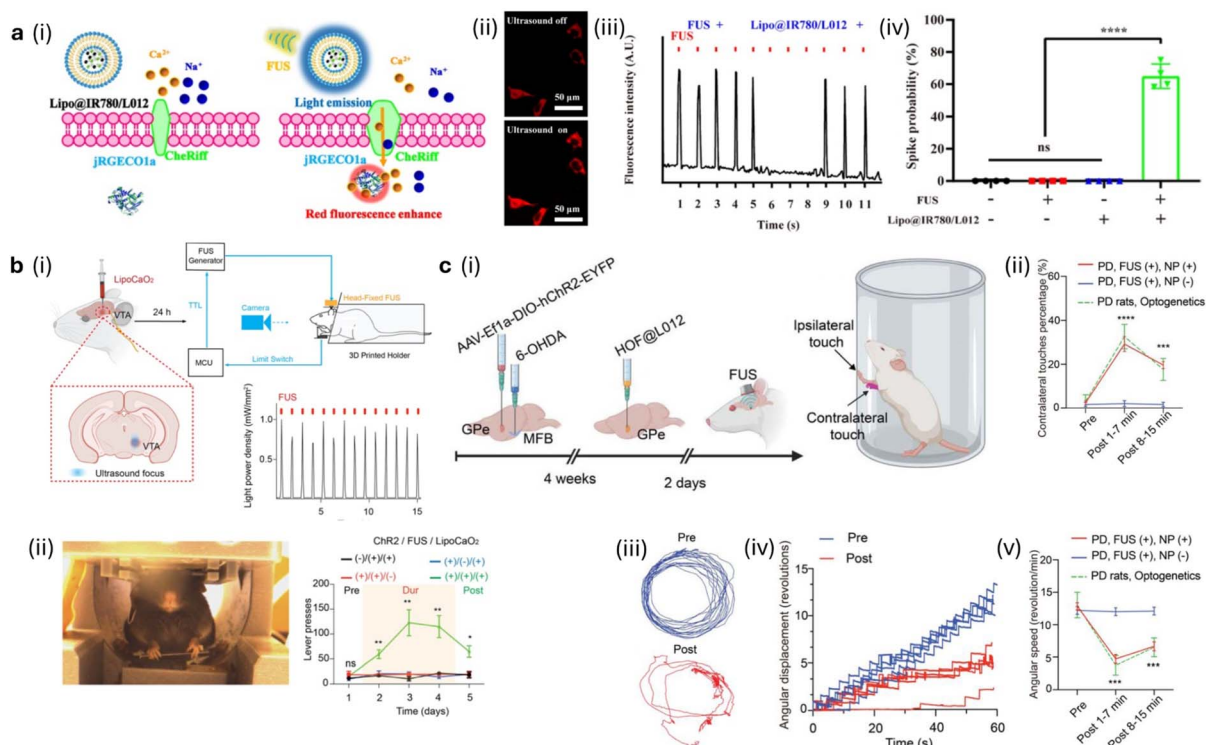 a (i)
FUS
Ca²⁺
Na⁺
Ca²⁺
Na⁺
Lipo@IR780/L012
Light emission
jRGECO1a
CheRiff
jRGECO1a
CheRiff
Red fluorescence enhance
(ii)
Ultrasound off
50 µm
Ultrasound on
50 µm
(iii)
FUS +
Lipo@IR780/L012 +
FUS
Fluorescence intensity (A.U.)
1 2 3 4 5 6 7 8 9 10 11
Time (s)
(iv)
Spike probability (%)
100
80
60
40
20
0
****
ns
FUS - + - +
Lipo@IR780/L012 - - + +
b (i)
LipoCaO₂
VTA
24 h
FUS
Generator
TTL
MCU
Camera
Limit Switch
Head-Fixed FUS
3D Printed Holder
VTA
Ultrasound focus
FUS
Light power density (mW/mm²)
1.0
0.5
5 10 15
(ii)
ChR2 / FUS / LipoCaO₂
(-)/(+)/(+)
(+)/(-)/(+)
(+)/(+)/(-)
(+)/(+)/(+)
Pre
Dur
Post
Lever presses
200
150
100
50
0
ns
**
**
**
*
1 2 3 4 5
Time (days)
c (i)
AAV-Ef1a-DIO-hChR2-EYFP
6-OHDA
HOF@L012
FUS
GPe
MFB
GPe
4 weeks
2 days
Ipsilateral
touch
Contralateral
touch
(ii)
PD, FUS (+), NP (+)
PD, FUS (+), NP (-)
PD rats, Optogenetics
Contralateral touches percentage (%)
60
40
20
0
****
***
Pre
Post 1-7 min
Post 8-15 min
(iii)
Pre
Post
(iv)
Pre
Post
Angular displacement (revolutions)
15
12
9
6
3
0
0 20 40 60
Time (s)
(v)
PD, FUS (+), NP (+)
PD, FUS (+), NP (-)
PD rats, Optogenetics
Angular speed (revolution/min)
20
15
10
5
0
***
***
Pre
Post 1-7 min
Post 8-15 min